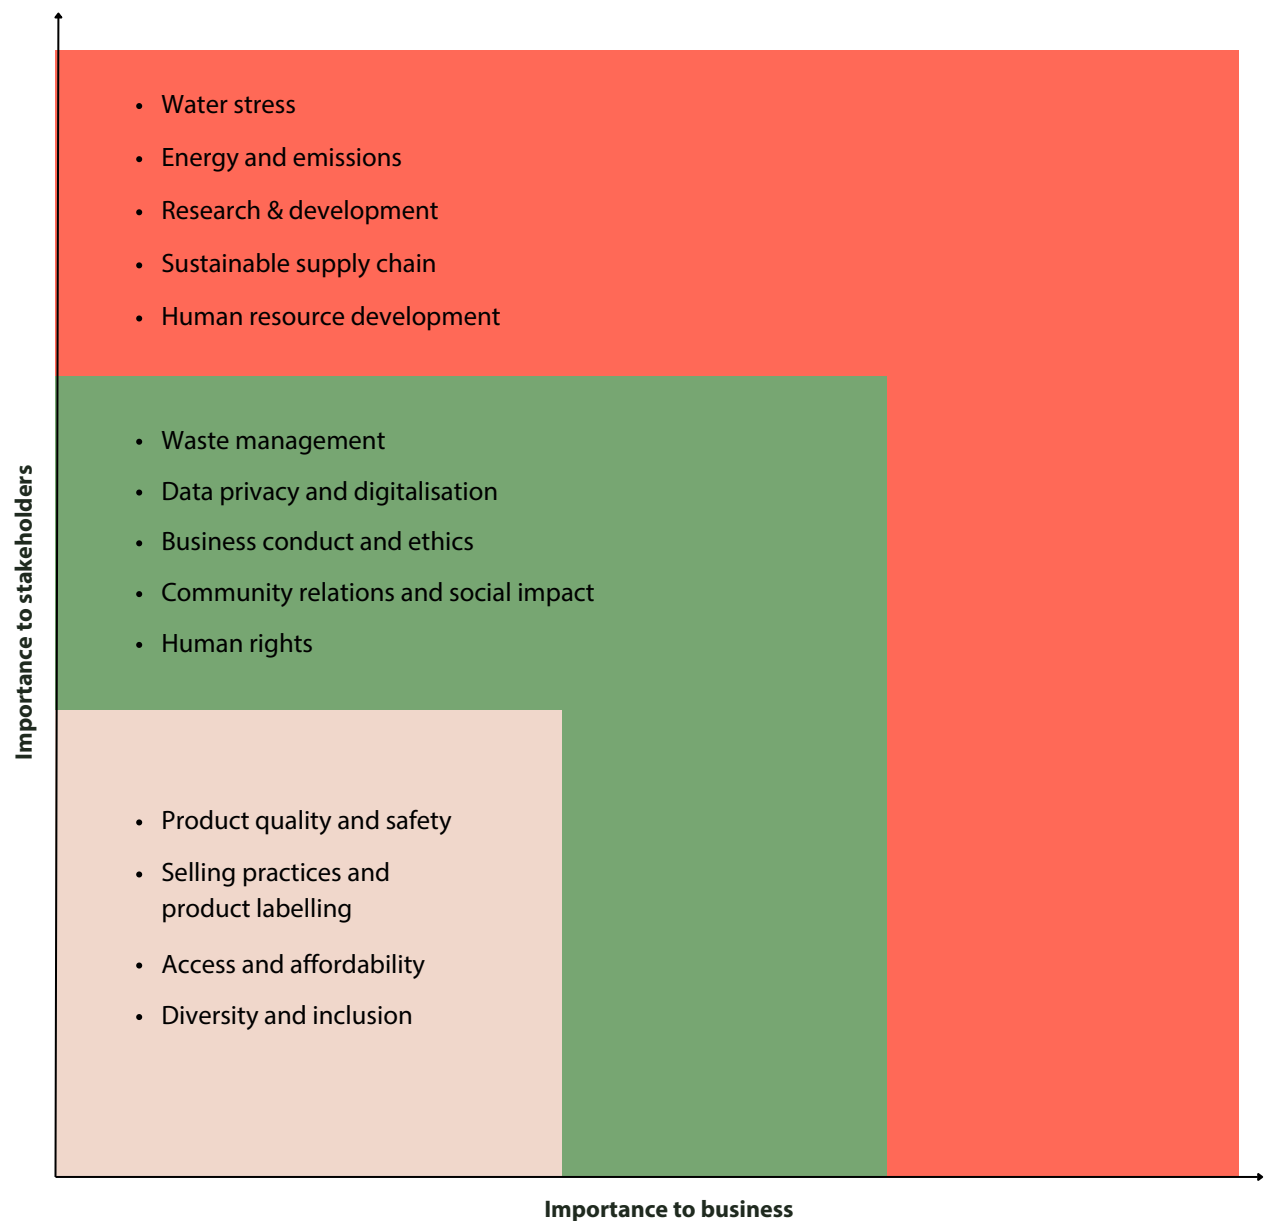 • Water stress
• Energy and emissions
• Research & development
• Sustainable supply chain
• Human resource development
• Waste management
• Data privacy and digitalisation
• Business conduct and ethics
• Community relations and social impact
• Human rights
Importance to stakeholders
• Product quality and safety
• Selling practices and
product labelling
• Access and affordability
• Diversity and inclusion
Importance to business